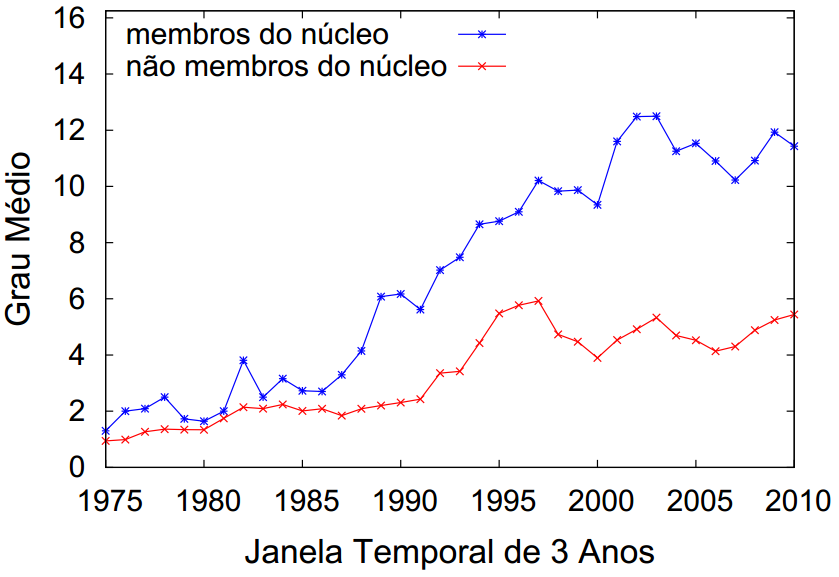 membros do núcleo
não membros do núcleo
16
14
12
10
8
6
4
2
0
Grau Médio
1975 1980 1985 1990 1995 2000 2005 2010
Janela Temporal de 3 Anos